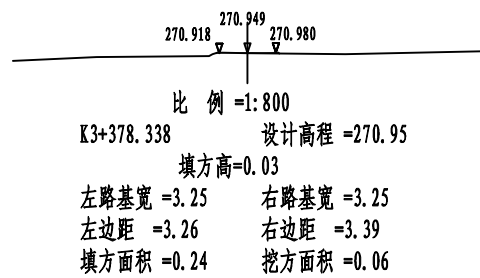 270.949
270.918 270.980
比 例 =1:800
K3+378.338 设计高程 =270.95
填方高=0.03
左路基宽 =3.25 右路基宽 =3.25
左边距 =3.26 右边距 =3.39
填方面积 =0.24 挖方面积 =0.06